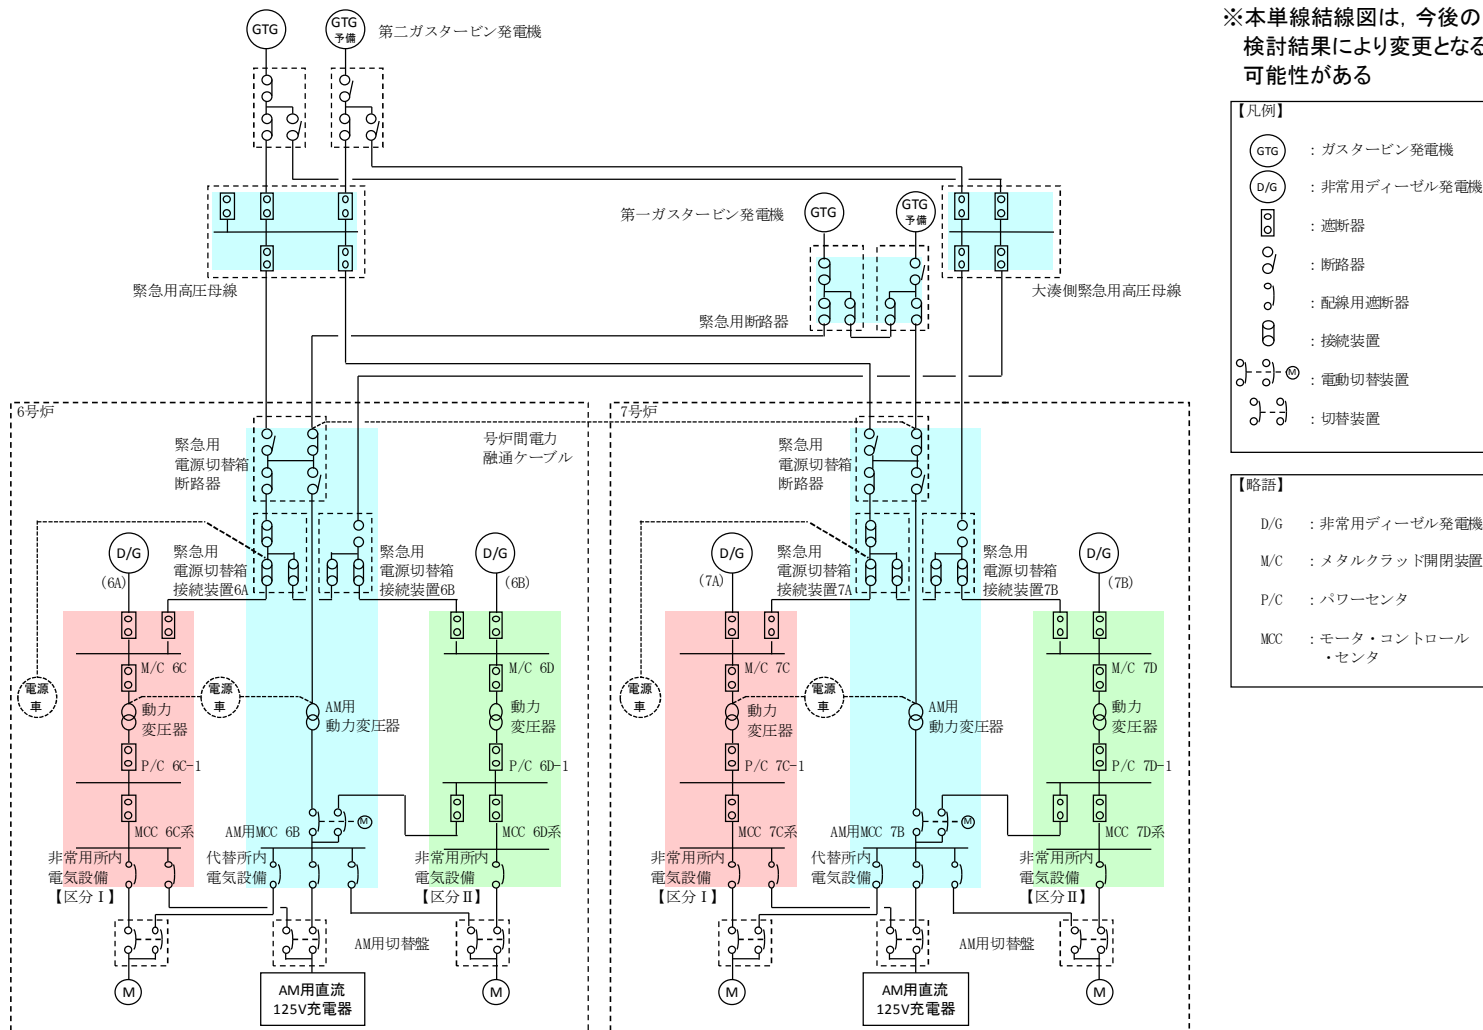 GTG
GTG
予備
第二ガスタービン発電機
※本単線結線図は，今後の
検討結果により変更となる
可能性がある
【凡例】
GTG
：ガスタービン発電機
D/G
：非常用ディーゼル発電機
：遮断器
：断路器
：配線用遮断器
：接続装置
M
：電動切替装置
：切替装置
【略語】
D/G ：非常用ディーゼル発電機
M/C ：メタルクラッド開閉装置
P/C ：パワーセンタ
MCC ：モータ・コントロール
・センタ
緊急用高圧母線
第一ガスタービン発電機
GTG
GTG
予備
緊急用断路器
大湊側緊急用高圧母線
6号炉
緊急用
電源切替箱
断路器
号炉間電力
融通ケーブル
D/G
(6A)
緊急用
電源切替箱
接続装置6A
緊急用
電源切替箱
接続装置6B
D/G
(6B)
M/C 6C
M/C 6D
電源
車
動力
変圧器
電源
車
AM用
動力変圧器
動力
変圧器
P/C 6C-1
P/C 6D-1
MCC 6C系
AM用MCC 6B
M
MCC 6D系
非常用所内
電気設備
【区分Ⅰ】
代替所内
電気設備
非常用所内
電気設備
【区分Ⅱ】
AM用切替盤
M
AM用直流
125V充電器
M
7号炉
緊急用
電源切替箱
断路器
D/G
(7A)
緊急用
電源切替箱
接続装置7A
緊急用
電源切替箱
接続装置7B
D/G
(7B)
M/C 7C
M/C 7D
電源
車
動力
変圧器
電源
車
AM用
動力変圧器
動力
変圧器
P/C 7C-1
P/C 7D-1
MCC 7C系
AM用MCC 7B
M
MCC 7D系
非常用所内
電気設備
【区分Ⅰ】
代替所内
電気設備
非常用所内
電気設備
【区分Ⅱ】
AM用切替盤
M
AM用直流
125V充電器
M